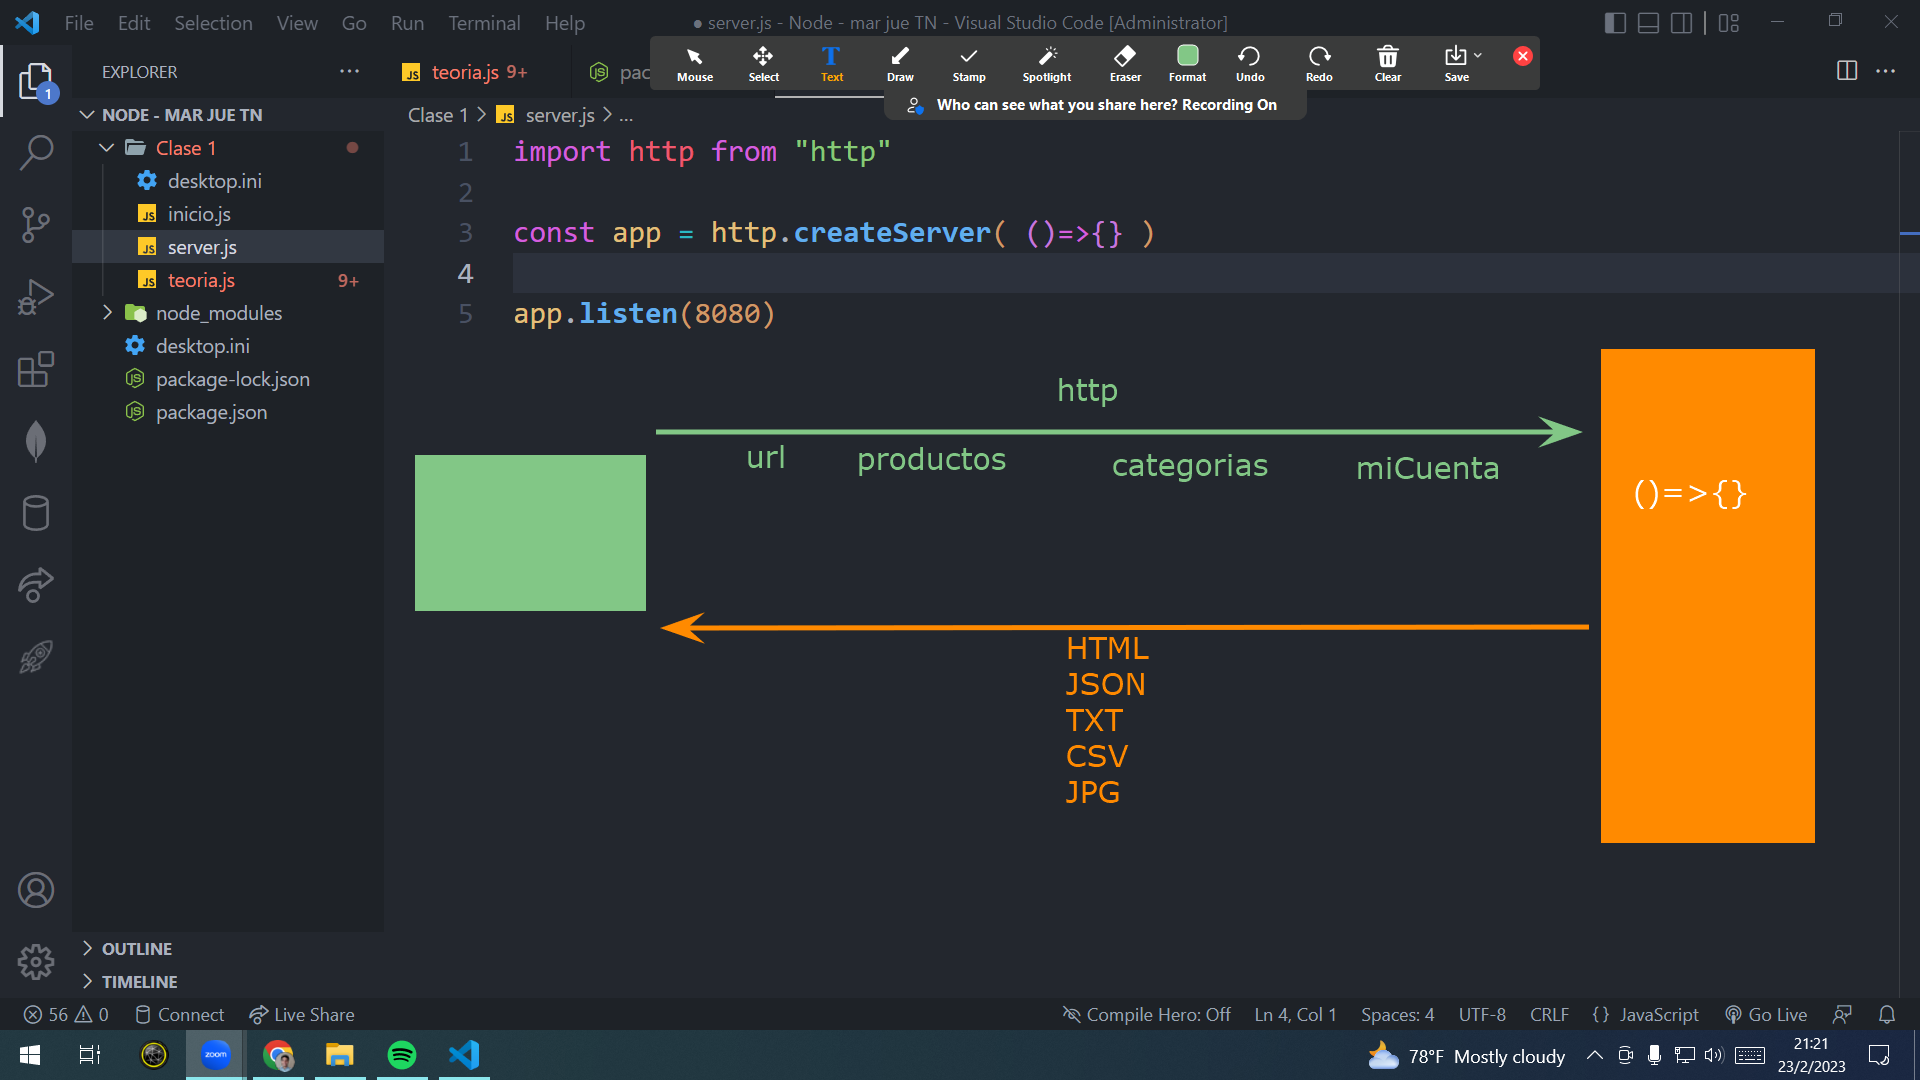 File Edit Selection View Go Run Terminal Help
● server.js - Node - mar jue TN - Visual Studio Code [Administrator]
Mouse Select Text Draw Stamp Spotlight Eraser Format Undo Redo Clear Save
Who can see what you share here? Recording On
EXPLORER
teoria.js 9+
pac
NODE - MAR JUE TN
Clase 1
desktop.ini
inicio.js
server.js
teoria.js 9+
node_modules
desktop.ini
package-lock.json
package.json
OUTLINE
TIMELINE
1
Clase 1 > JS server.js > ...
1 import http from "http"
2
3 const app = http.createServer( ()=>{} )
4
5 app.listen(8080)
http
url productos categorias miCuenta
()=>{}
HTML
JSON
TXT
CSV
JPG
56 0 Connect Live Share
Compile Hero: Off Ln 4, Col 1 Spaces: 4 UTF-8 CRLF {} JavaScript Go Live
zoom
78°F Mostly cloudy
21:21
23/2/2023